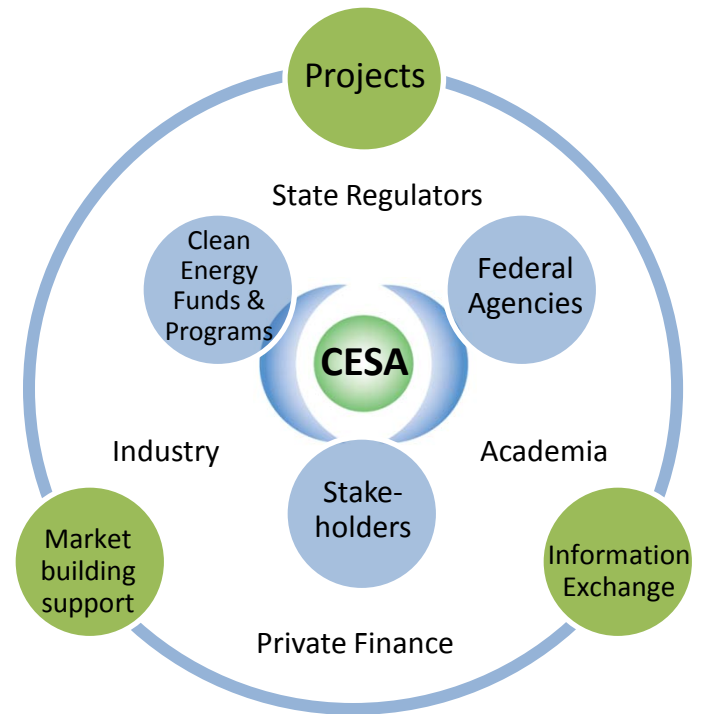 Projects
State Regulators
Clean
Energy
Funds &
Programs
Federal
Agencies
CESA
Industry
Academia
Stake-
holders
Market
building
support
Information
Exchange
Private Finance